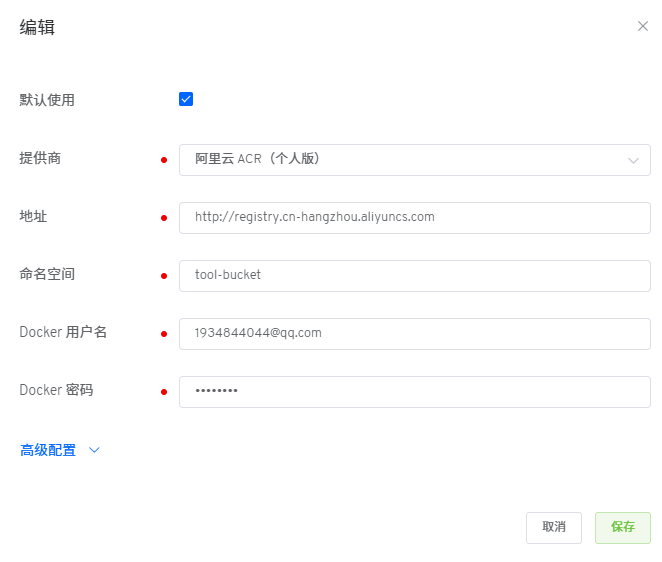 编辑
默认使用
提供商 阿里云 ACR（个人版）
地址 http://registry.cn-hangzhou.aliyuncs.com
命名空间 tool-bucket
Docker 用户名 1934844044@qq.com
Docker 密码 ••••••••
高级配置
取消 保存